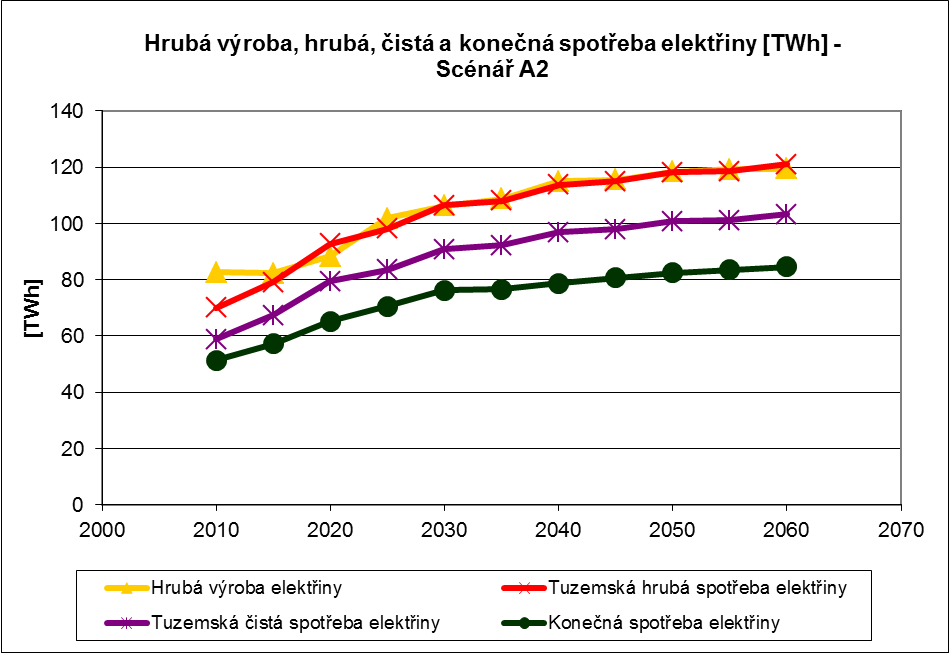 Hrubá výroba, hrubá, čistá a konečná spotřeba elektřiny [TWh] -
Scénář A2
[TWh]
140
120
100
80
60
40
20
0
2000 2010 2020 2030 2040 2050 2060 2070
Hrubá výroba elektřiny Tuzemská hrubá spotřeba elektřiny
Tuzemská čistá spotřeba elektřiny Konečná spotřeba elektřiny